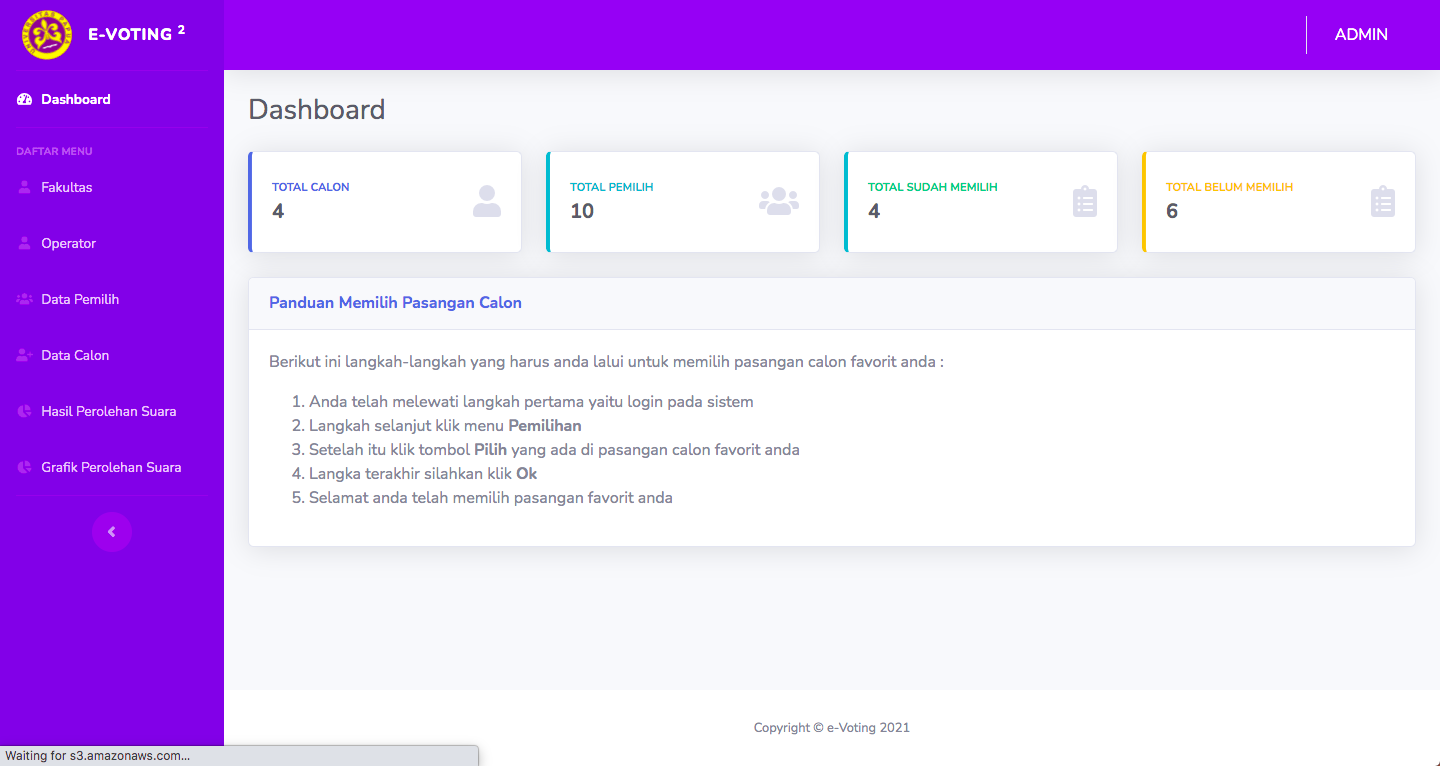 E-VOTING 2
ADMIN
Dashboard
DAFTAR MENU
Fakultas
Operator
Data Pemilih
Data Calon
Hasil Perolehan Suara
Grafik Perolehan Suara
Dashboard
TOTAL CALON
4
TOTAL PEMILIH
10
TOTAL SUDAH MEMILIH
4
TOTAL BELUM MEMILIH
6
Panduan Memilih Pasangan Calon
Berikut ini langkah-langkah yang harus anda lalui untuk memilih pasangan calon favorit anda :
1. Anda telah melewati langkah pertama yaitu login pada sistem
2. Langkah selanjut klik menu Pemilihan
3. Setelah itu klik tombol Pilih yang ada di pasangan calon favorit anda
4. Langka terakhir silahkan klik Ok
5. Selamat anda telah memilih pasangan favorit anda
Copyright © e-Voting 2021
Waiting for s3.amazonaws.com...